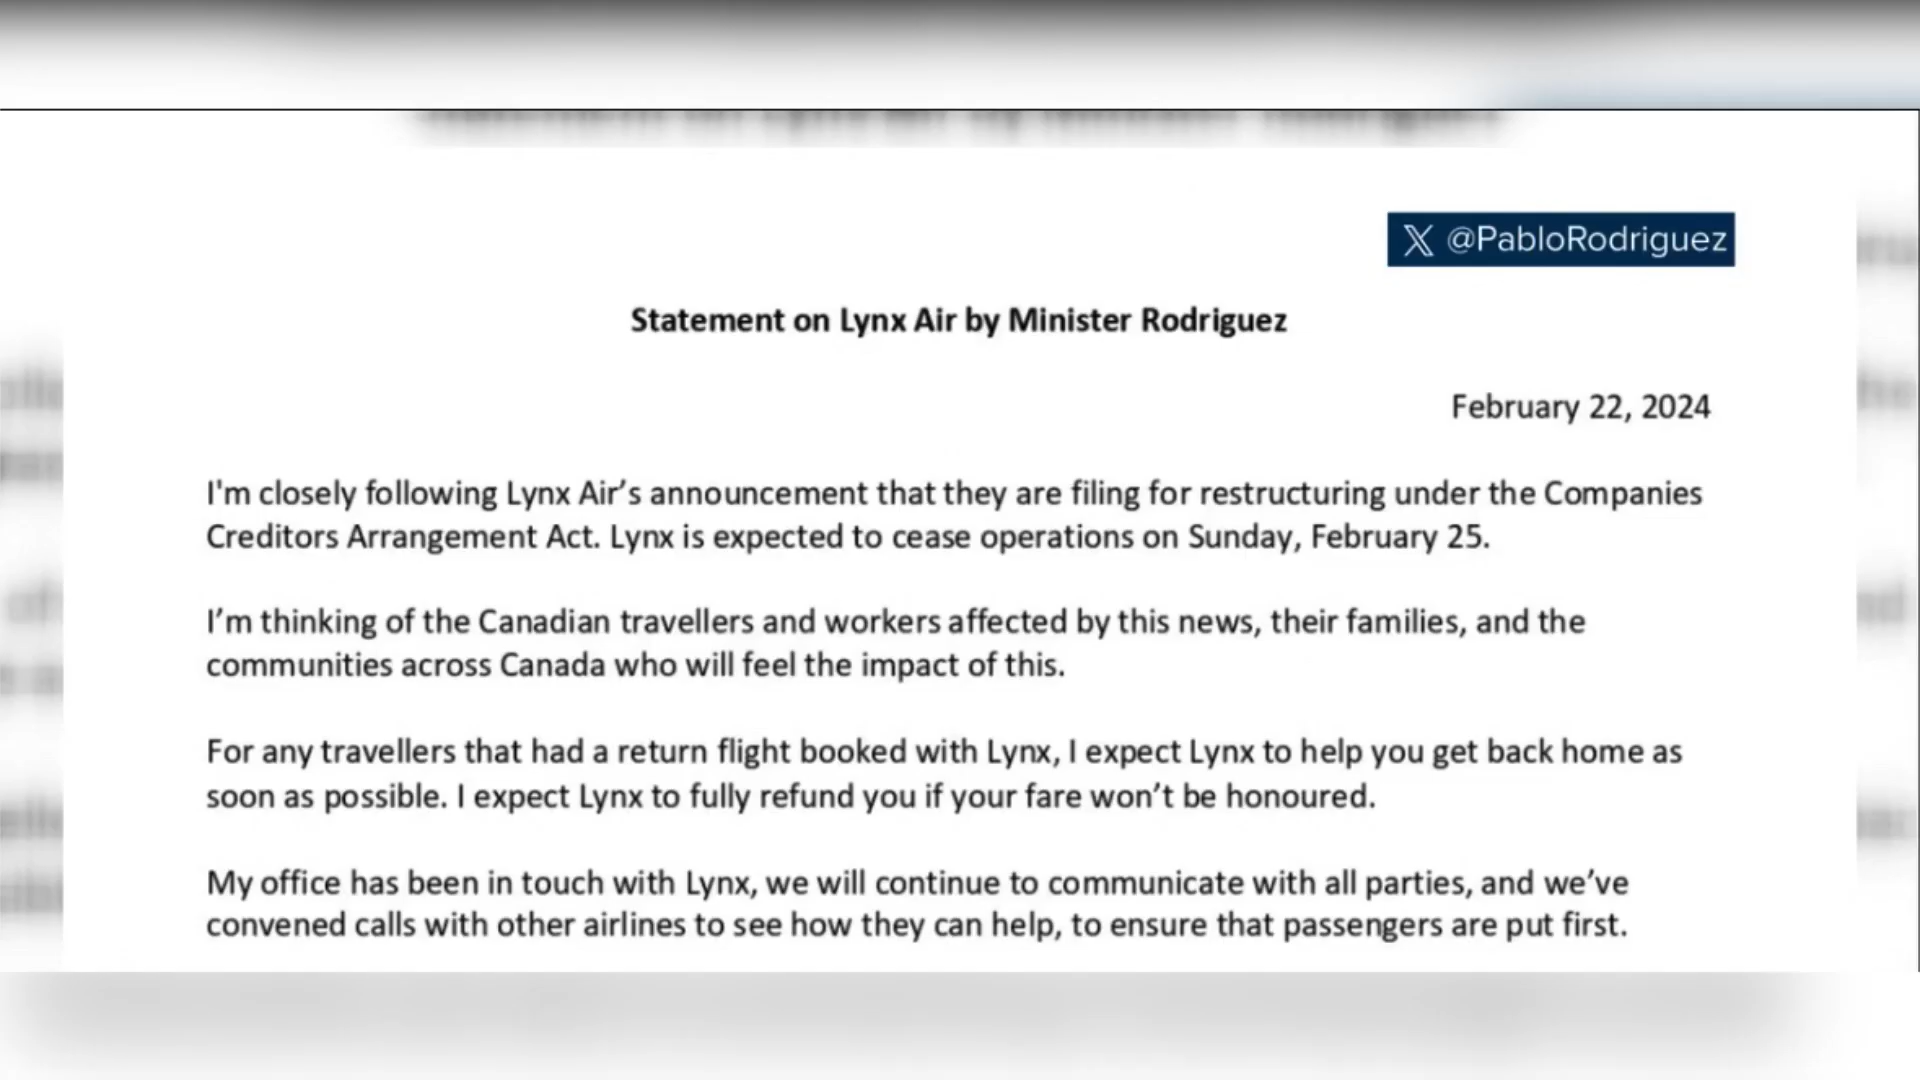 𝕏 @PabloRodriguez
Statement on Lynx Air by Minister Rodriguez
February 22, 2024
I'm closely following Lynx Air’s announcement that they are filing for restructuring under the Companies
Creditors Arrangement Act. Lynx is expected to cease operations on Sunday, February 25.
I’m thinking of the Canadian travellers and workers affected by this news, their families, and the
communities across Canada who will feel the impact of this.
For any travellers that had a return flight booked with Lynx, I expect Lynx to help you get back home as
soon as possible. I expect Lynx to fully refund you if your fare won’t be honoured.
My office has been in touch with Lynx, we will continue to communicate with all parties, and we’ve
convened calls with other airlines to see how they can help, to ensure that passengers are put first.